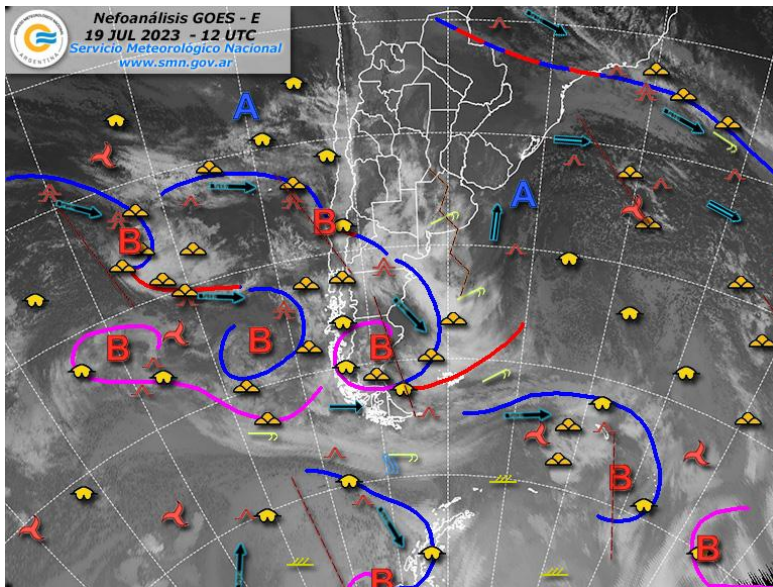 Nefoanálisis GOES - E
19 JUL 2023 - 12 UTC
Servicio Meteorológico Nacional
www.smn.gov.ar
ARGENTINA
A
A
B
B
B
B
B
B
B
B